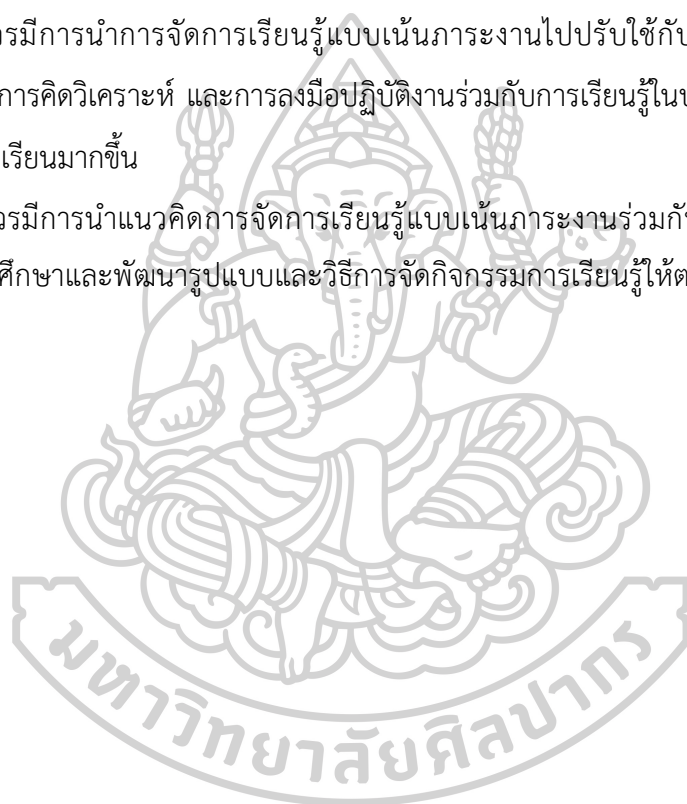 วรมีการนำการจัดการเรียนรู้แบบเน้นภาระงานไปปรับใช้กับ
การคิดวิเคราะห์ และการลงมือปฏิบัติงานร่วมกับการเรียนรู้ในบ
เรียนมากขึ้น
วรมีการนำแนวคิดการจัดการเรียนรู้แบบเน้นภาระงานร่วมกั
ศึกษาและพัฒนารูปแบบและวิธีการจัดกิจกรรมการเรียนรู้ให้ต
มหาวิทยาลัยศิลปากร